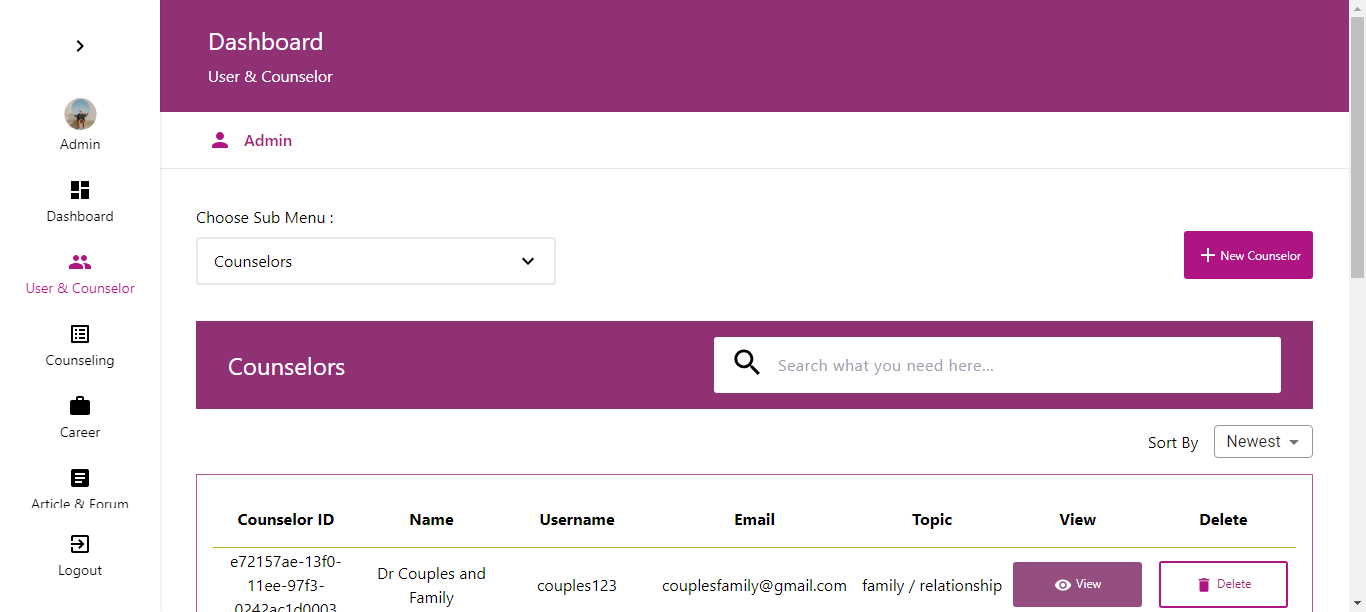 Dashboard
User & Counselor
Admin
Admin
Dashboard
User & Counselor
Counseling
Career
Article & Forum
Logout
Choose Sub Menu :
Counselors
New Counselor
Counselors
Search what you need here...
Sort By
Newest
Counselor ID Name Username Email Topic View Delete
e72157ae-13f0-
11ee-97f3-
0242ac1d0003
Dr Couples and
Family
couples123
couplesfamily@gmail.com
family / relationship
View
Delete